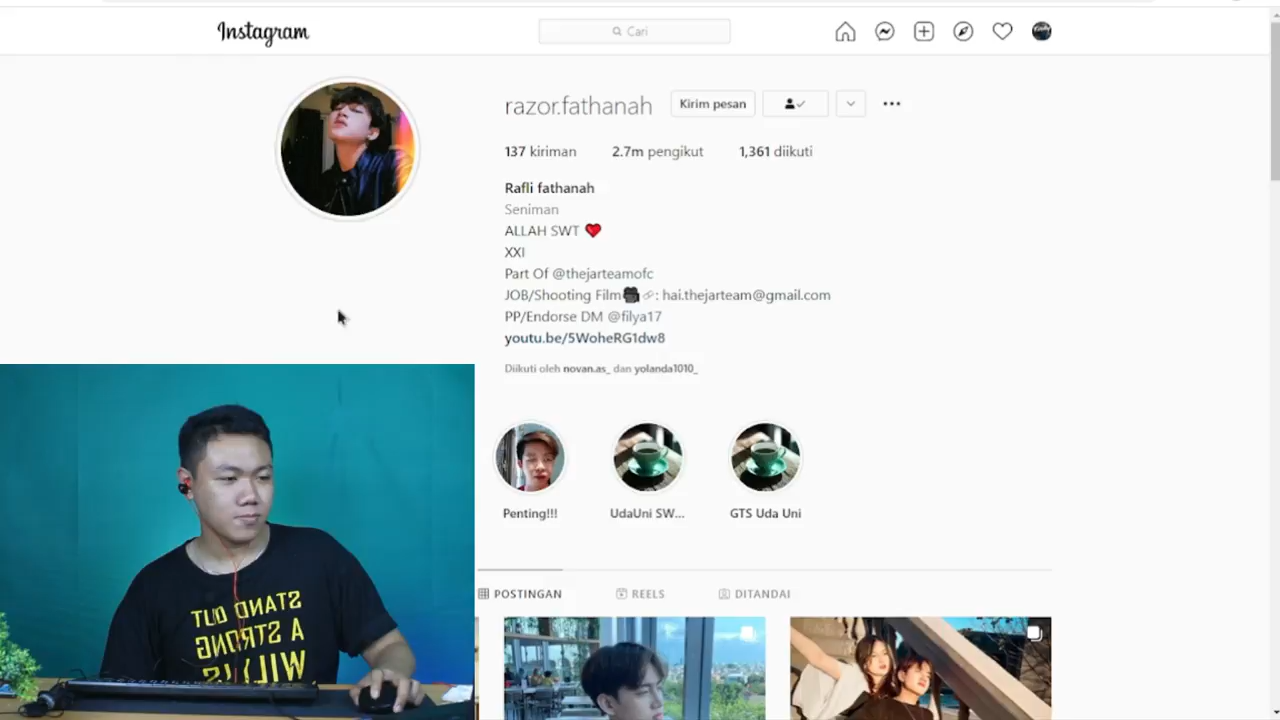 Instagram
Cari
razor.fathanah Kirim pesan
137 kiriman 2.7m pengikut 1,361 diikuti
Rafli fathanah
Seniman
ALLAH SWT ❤️
XXI
Part Of @thejarteamofc
JOB/Shooting Film🎥🔗: hai.thejarteam@gmail.com
PP/Endorse DM @filya17
youtu.be/5WoheRG1dw8
Diikuti oleh novan.as_ dan yolanda1010_
Penting!!! UdaUni SW... GTS Uda Uni
POSTINGAN REELS DITANDAI
STAND OUT
A STRONG